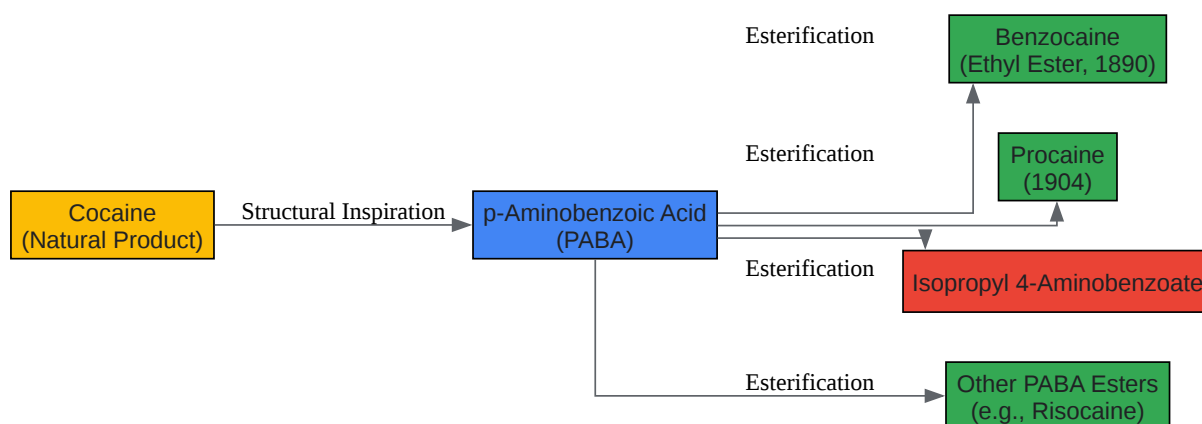 Esterification
Benzocaine
(Ethyl Ester, 1890)
Esterification
Procaine
(1904)
Cocaine
(Natural Product)
Structural Inspiration
p-Aminobenzoic Acid
(PABA)
Esterification
Isopropyl 4-Aminobenzoate
Esterification
Other PABA Esters
(e.g., Risocaine)